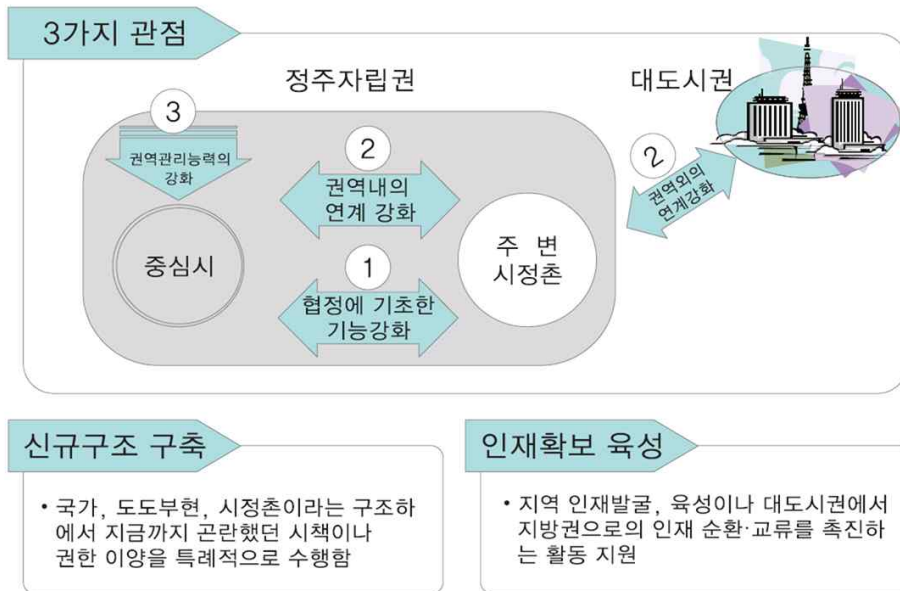 3가지 관점
정주자립권
대도시권
3
권역관리능력의
강화
2
권역내의
연계 강화
2
권역외의
연계강화
중심시
주 변
시정촌
1
협정에 기초한
기능강화
신규구조 구축
• 국가, 도도부현, 시정촌이라는 구조하
에서 지금까지 곤란했던 시책이나
권한 이양을 특례적으로 수행함
인재확보 육성
• 지역 인재발굴, 육성이나 대도시권에서
지방권으로의 인재 순환·교류를 촉진하
는 활동 지원